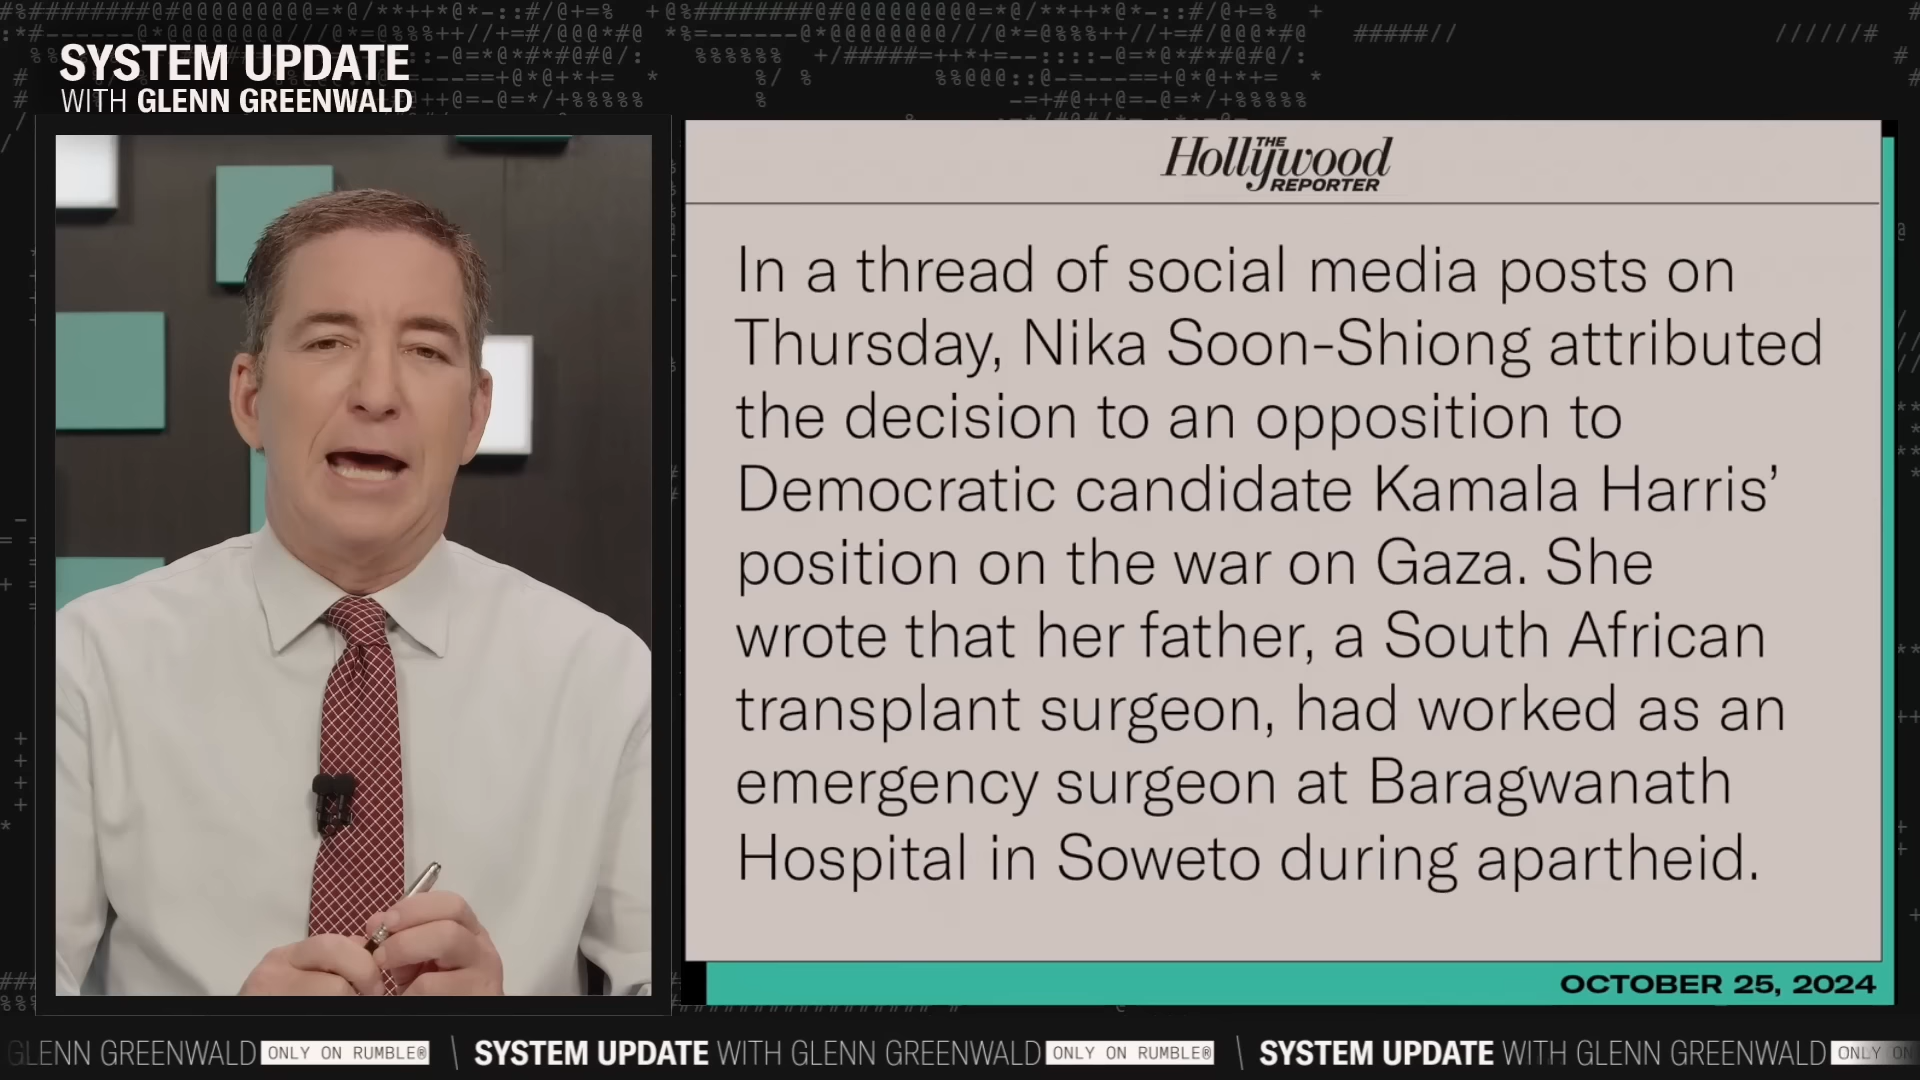 SYSTEM UPDATE
WITH GLENN GREENWALD
THE
Hollywood
REPORTER
In a thread of social media posts on
Thursday, Nika Soon-Shiong attributed
the decision to an opposition to
Democratic candidate Kamala Harris’
position on the war on Gaza. She
wrote that her father, a South African
transplant surgeon, had worked as an
emergency surgeon at Baragwanath
Hospital in Soweto during apartheid.
OCTOBER 25, 2024
GLENN GREENWALD ONLY ON RUMBLE® \ SYSTEM UPDATE WITH GLENN GREENWALD ONLY ON RUMBLE® \ SYSTEM UPDATE WITH GLENN GREENWALD ONLY ON